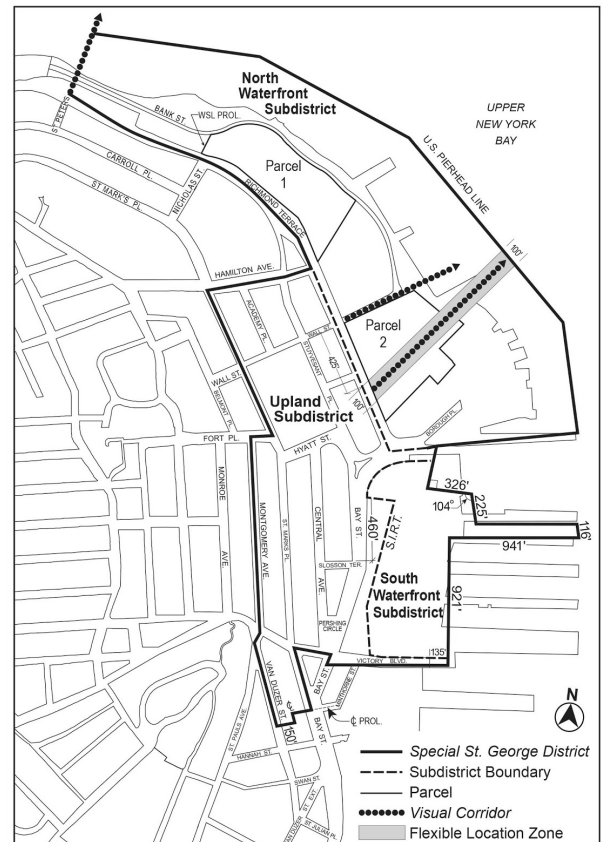 North
Waterfront
Subdistrict
UPPER
NEW YORK
BAY
U.S. PIERHEAD LINE
100'
S. PETERS
BANK ST.
WSL PROL.
Parcel
1
CARROLL PL.
ST. MARK'S PL.
NICHOLAS ST
RICHMOND TERRACE
HAMILTON AVE.
ACADEMY PL.
WALL ST.
STUYVESANT
PL.
425'
100'
Parcel
2
WALL ST.
BELMONT PL.
Upland
Subdistrict
BOROUGH PL.
FORT PL.
HYATT ST.
MONROE
AVE.
MONTGOMERY AVE
ST. MARKS PL.
CENTRAL
AVE
BAY ST.
460'
S.I.R.T.
326'
104°
225'
116'
941'
921'
SLOSSON TER.
South
Waterfront
Subdistrict
PERSHING
CIRCLE
135'
VICTORY BLVD.
VAN DUZER ST.
BAY ST
MINTHORNE ST.
℄ PROL.
150'
BAY ST.
ST. PAULS AVE.
HANNAH ST.
SWAN ST.
VAN DUZER
ST. EXT.
ST. JULIAN PL.
N
Special St. George District
Subdistrict Boundary
Parcel
Visual Corridor
Flexible Location Zone